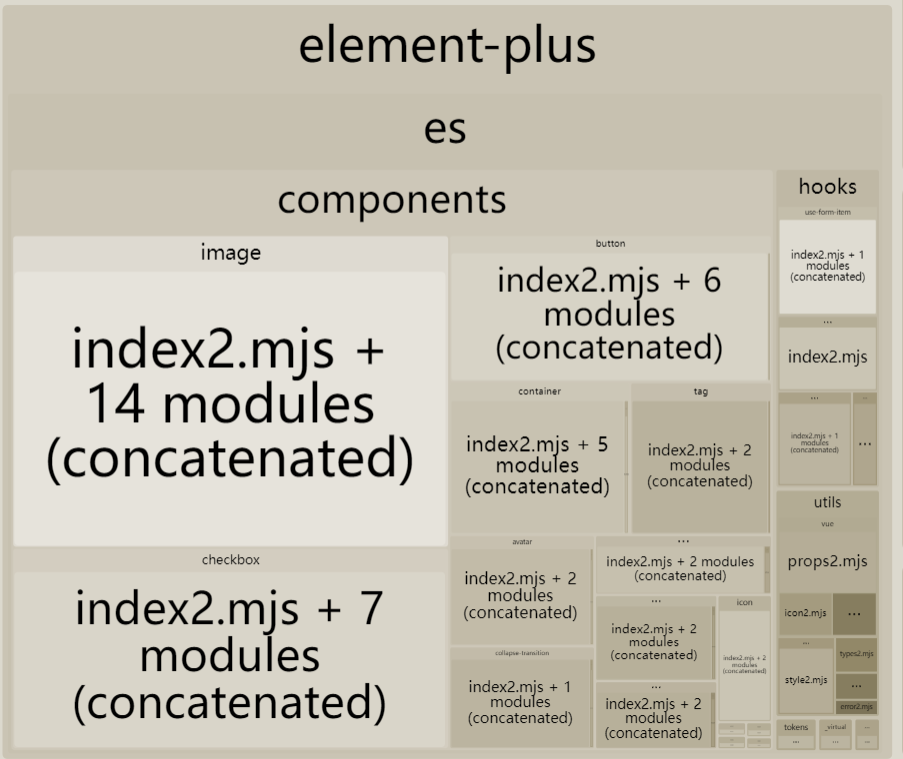 element-plus
es
components
image
index2.mjs +
14 modules
(concatenated)
checkbox
index2.mjs + 7
modules
(concatenated)
button
index2.mjs + 6
modules
(concatenated)
container
index2.mjs + 5
modules
(concatenated)
tag
index2.mjs + 2
modules
(concatenated)
avatar
index2.mjs + 2
modules
(concatenated)
collapse-transition
index2.mjs + 1
modules
(concatenated)
...
index2.mjs + 2 modules
(concatenated)
...
index2.mjs + 2
modules
(concatenated)
...
index2.mjs + 2
modules
(concatenated)
icon
index2.mjs + 2
modules
(concatenated)
hooks
use-form-item
index2.mjs + 1
modules
(concatenated)
...
index2.mjs
...
index2.mjs + 1
modules
(concatenated)
...
...
utils
vue
props2.mjs
icon2.mjs
...
...
style2.mjs
types2.mjs
...
error2.mjs
tokens
...
_virtual
...
...
...